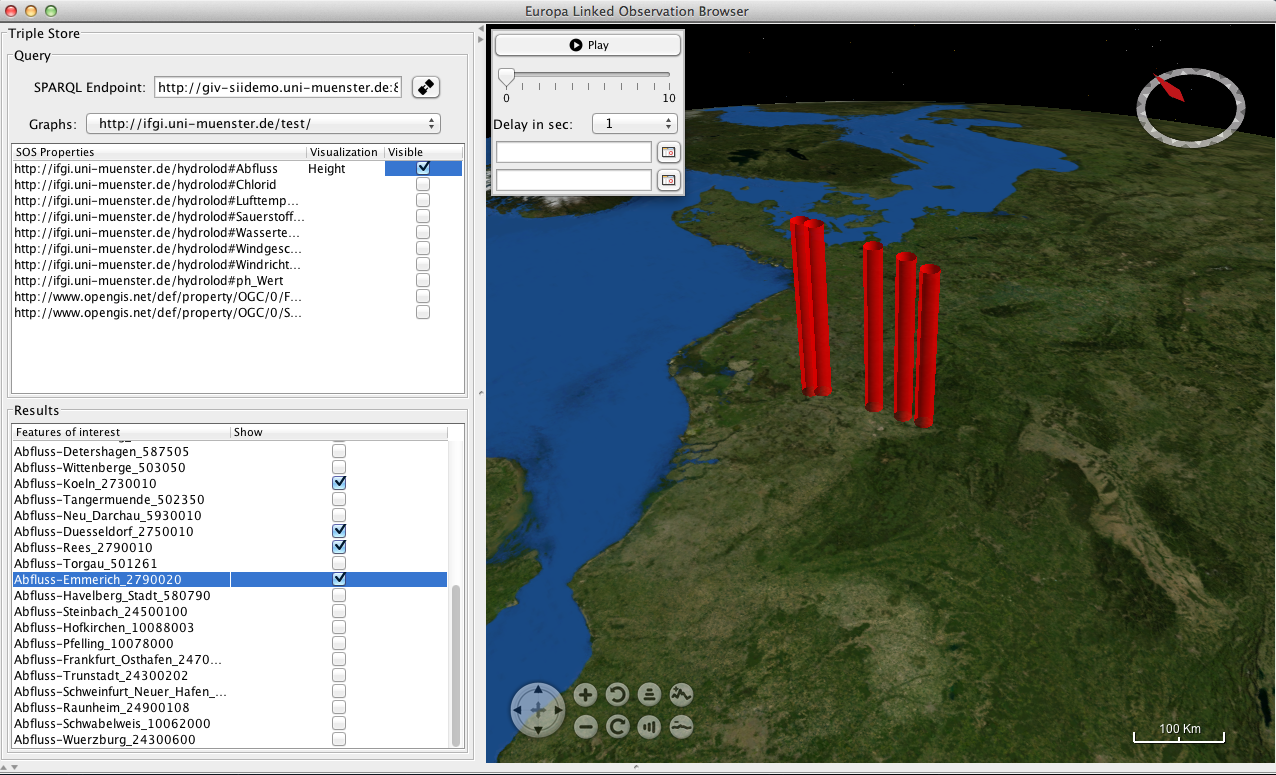 Europa Linked Observation Browser
Triple Store
Query
SPARQL Endpoint: http://giv-siidemo.uni-muenster.de:8
Graphs: http://ifgi.uni-muenster.de/test/
SOS Properties Visualization Visible
http://ifgi.uni-muenster.de/hydrolod#Abfluss Height
http://ifgi.uni-muenster.de/hydrolod#Chlorid
http://ifgi.uni-muenster.de/hydrolod#Lufttemp...
http://ifgi.uni-muenster.de/hydrolod#Sauerstoff...
http://ifgi.uni-muenster.de/hydrolod#Wasserte...
http://ifgi.uni-muenster.de/hydrolod#Windgesc...
http://ifgi.uni-muenster.de/hydrolod#Windricht...
http://ifgi.uni-muenster.de/hydrolod#ph_Wert
http://www.opengis.net/def/property/OGC/0/F...
http://www.opengis.net/def/property/OGC/0/S...
Results
Features of interest Show
Abfluss-Detershagen_587505
Abfluss-Wittenberge_503050
Abfluss-Koeln_2730010
Abfluss-Tangermuende_502350
Abfluss-Neu_Darchau_5930010
Abfluss-Duesseldorf_2750010
Abfluss-Rees_2790010
Abfluss-Torgau_501261
Abfluss-Emmerich_2790020
Abfluss-Havelberg_Stadt_580790
Abfluss-Steinbach_24500100
Abfluss-Hofkirchen_10088003
Abfluss-Pfelling_10078000
Abfluss-Frankfurt_Osthafen_2470...
Abfluss-Trunstadt_24300202
Abfluss-Schweinfurt_Neuer_Hafen_...
Abfluss-Raunheim_24900108
Abfluss-Schwabelweis_10062000
Abfluss-Wuerzburg_24300600
Play
0 10
Delay in sec: 1
100 Km